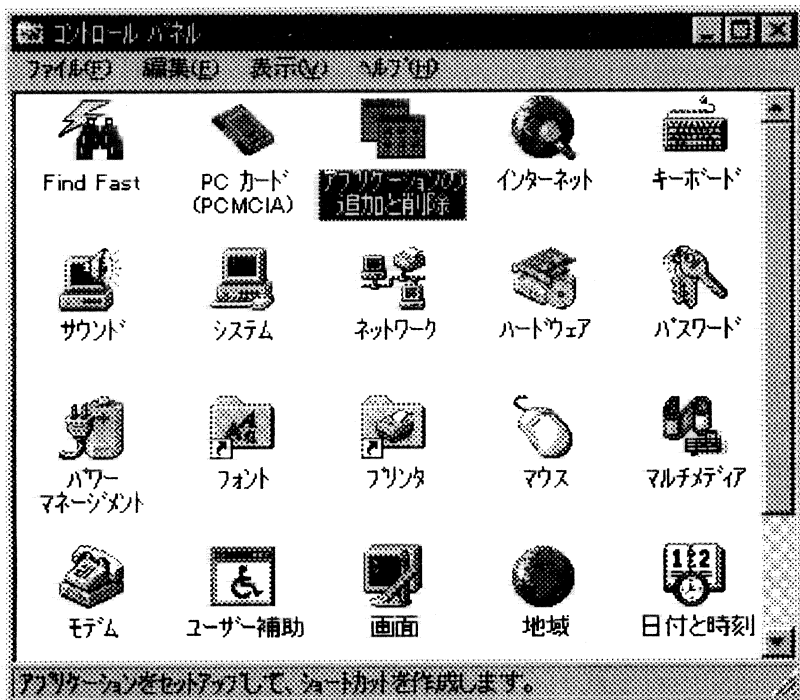 コントロール パネル
ファイル(F) 編集(E) 表示(V) ヘルプ(H)
Find Fast
PC カード
(PCMCIA)
アプリケーションの
追加と削除
インターネット
キーボード
サウンド
システム
ネットワーク
ハードウェア
パスワード
パワー
マネージメント
フォント
プリンタ
マウス
マルチメディア
モデム
ユーザー補助
画面
地域
12
日付と時刻
アプリケーションをセットアップして、ショートカットを作成します。